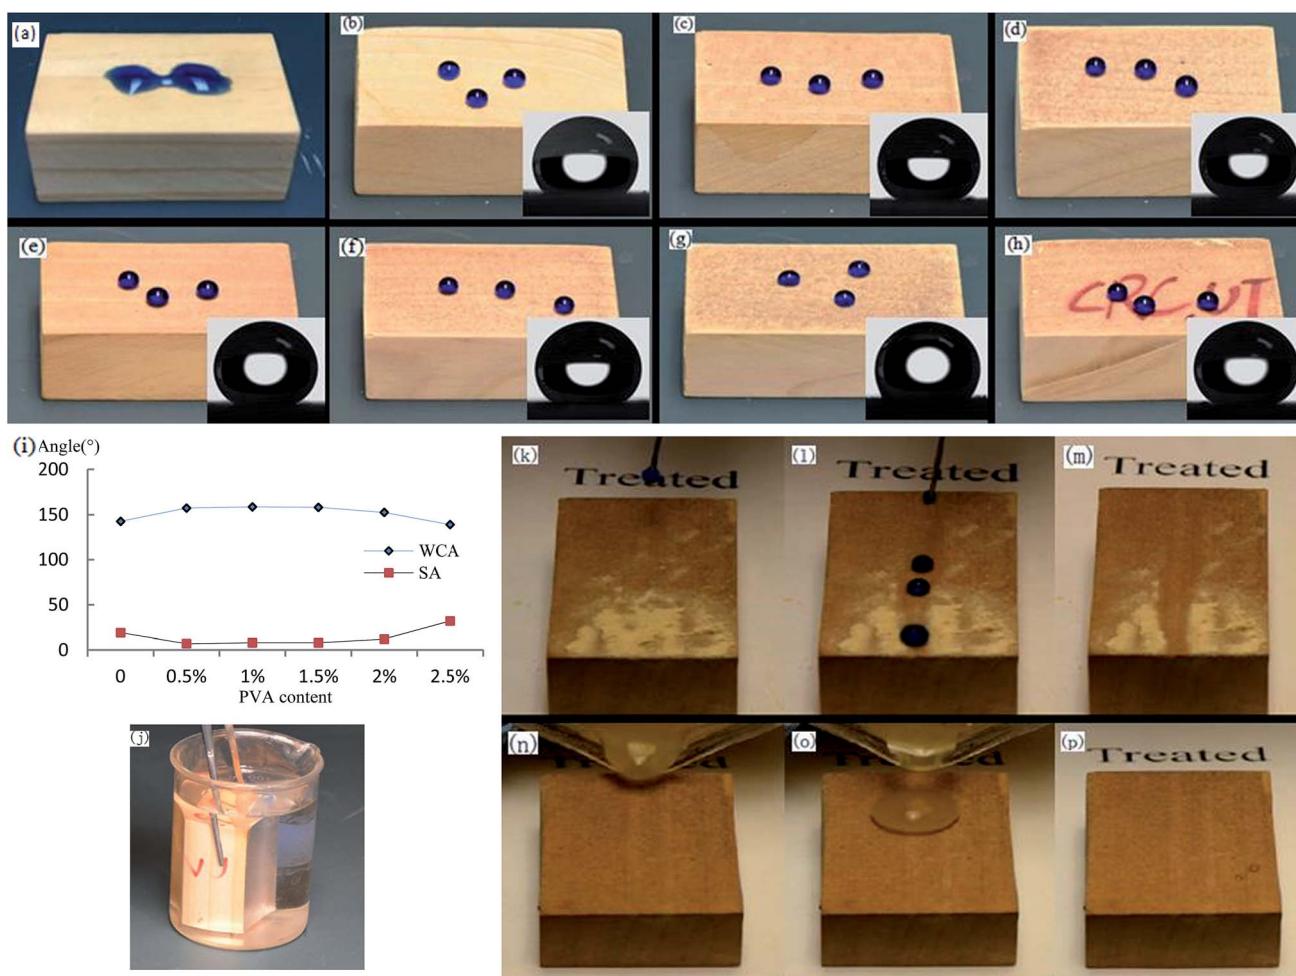 (a)
(b)
(c)
(d)
(e)
(f)
(g)
(h)
CRC.UT
(i) Angle(°)
200
150
100
50
0
WCA
SA
0 0.5% 1% 1.5% 2% 2.5%
PVA content
(j)
(k)
Treated
(l)
Treated
(m)
Treated
(n)
(o)
(p)
Treated